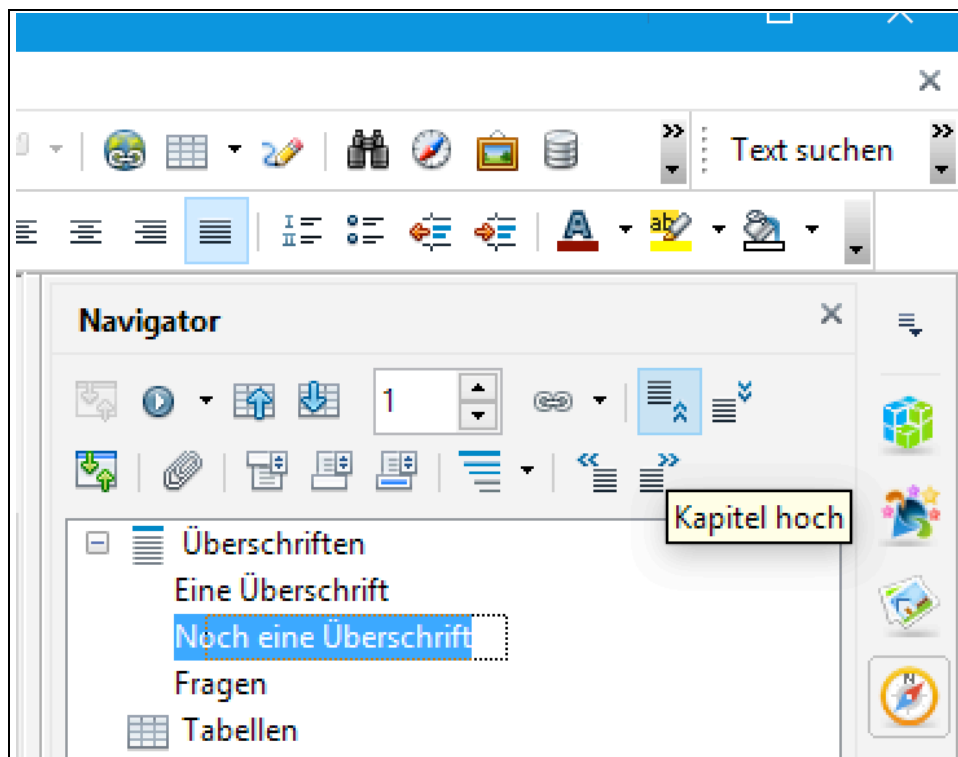 Text suchen
Navigator
1
Kapitel hoch
Überschriften
Eine Überschrift
Noch eine Überschrift
Fragen
Tabellen